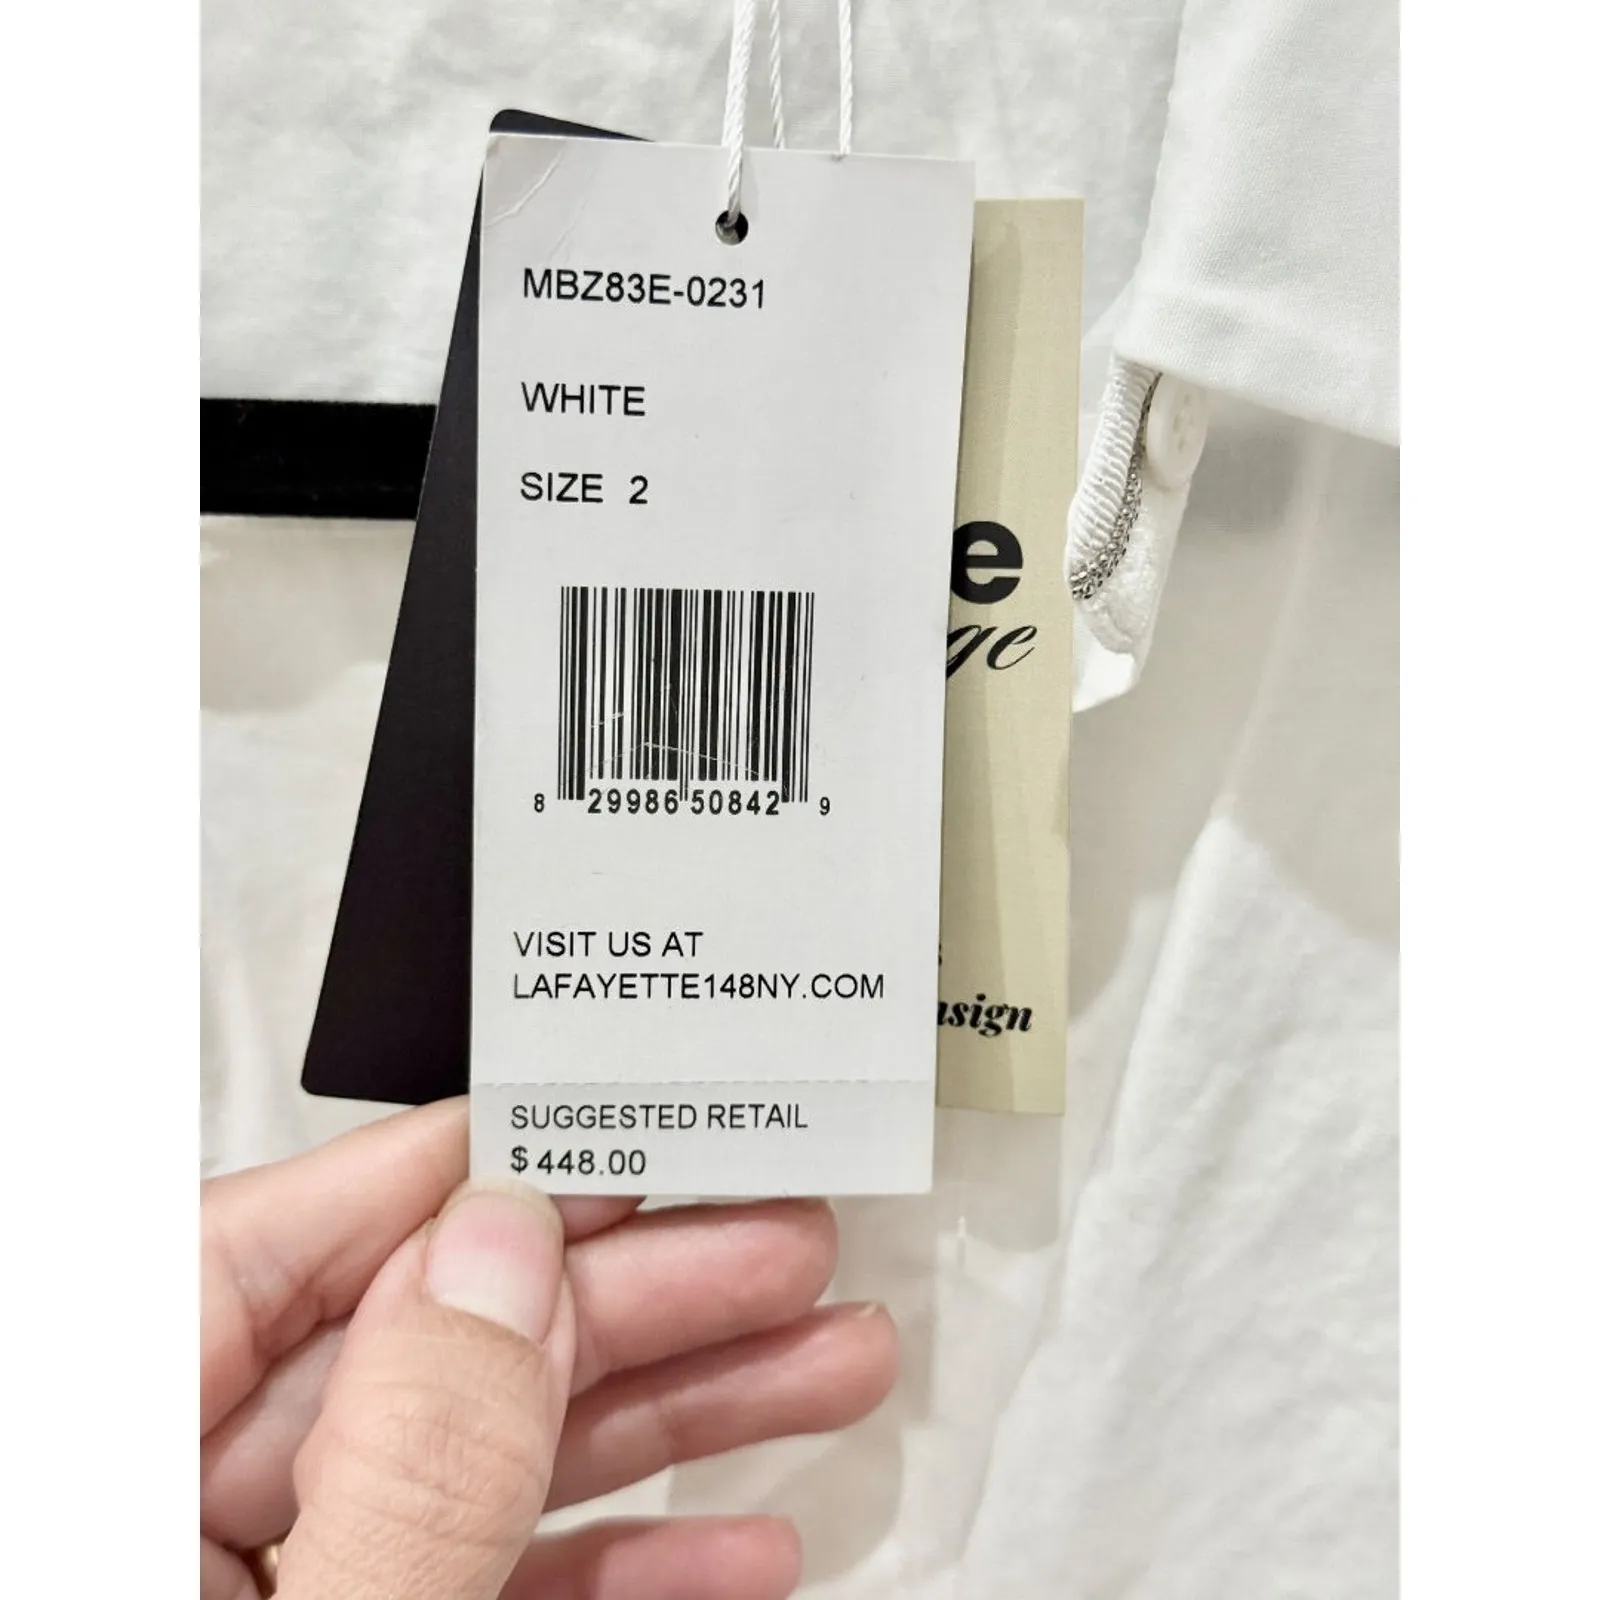 MBZ83E-0231
WHITE
SIZE 2
8 29986 50842 9
VISIT US AT
LAFAYETTE148NY.COM
SUGGESTED RETAIL
$448.00